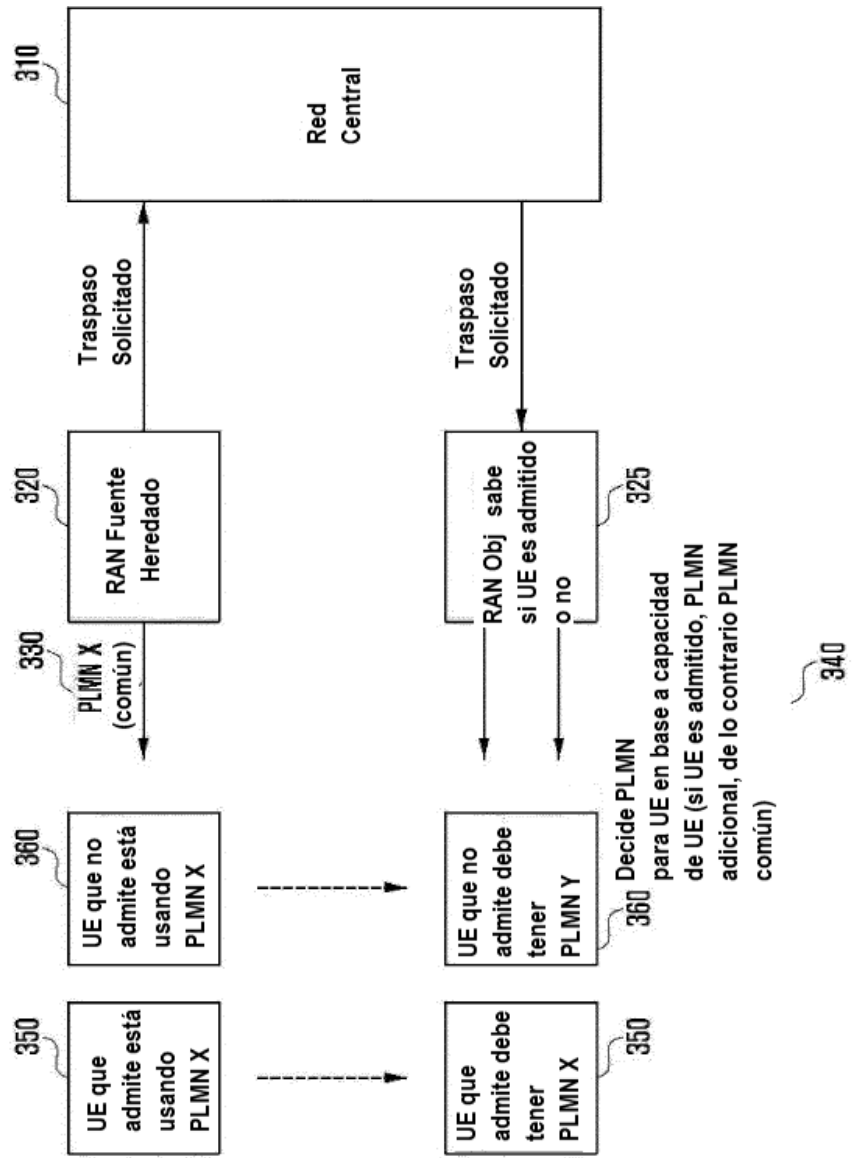 310
Red
Central
Traspaso
Solicitado
Traspaso
Solicitado
320
RAN Fuente
Heredado
RAN Obj sabe
si UE es admitido
o no
325
330
PLMN X
(común)
Decide PLMN
para UE en base a capacidad
de UE (si UE es admitido, PLMN
adicional, de lo contrario PLMN
común)
340
360
UE que no
admite está
usando
PLMN X
UE que no
admite debe
tener
PLMN Y
360
350
UE que
admite está
usando
PLMN X
UE que
admite debe
tener
PLMN X
350